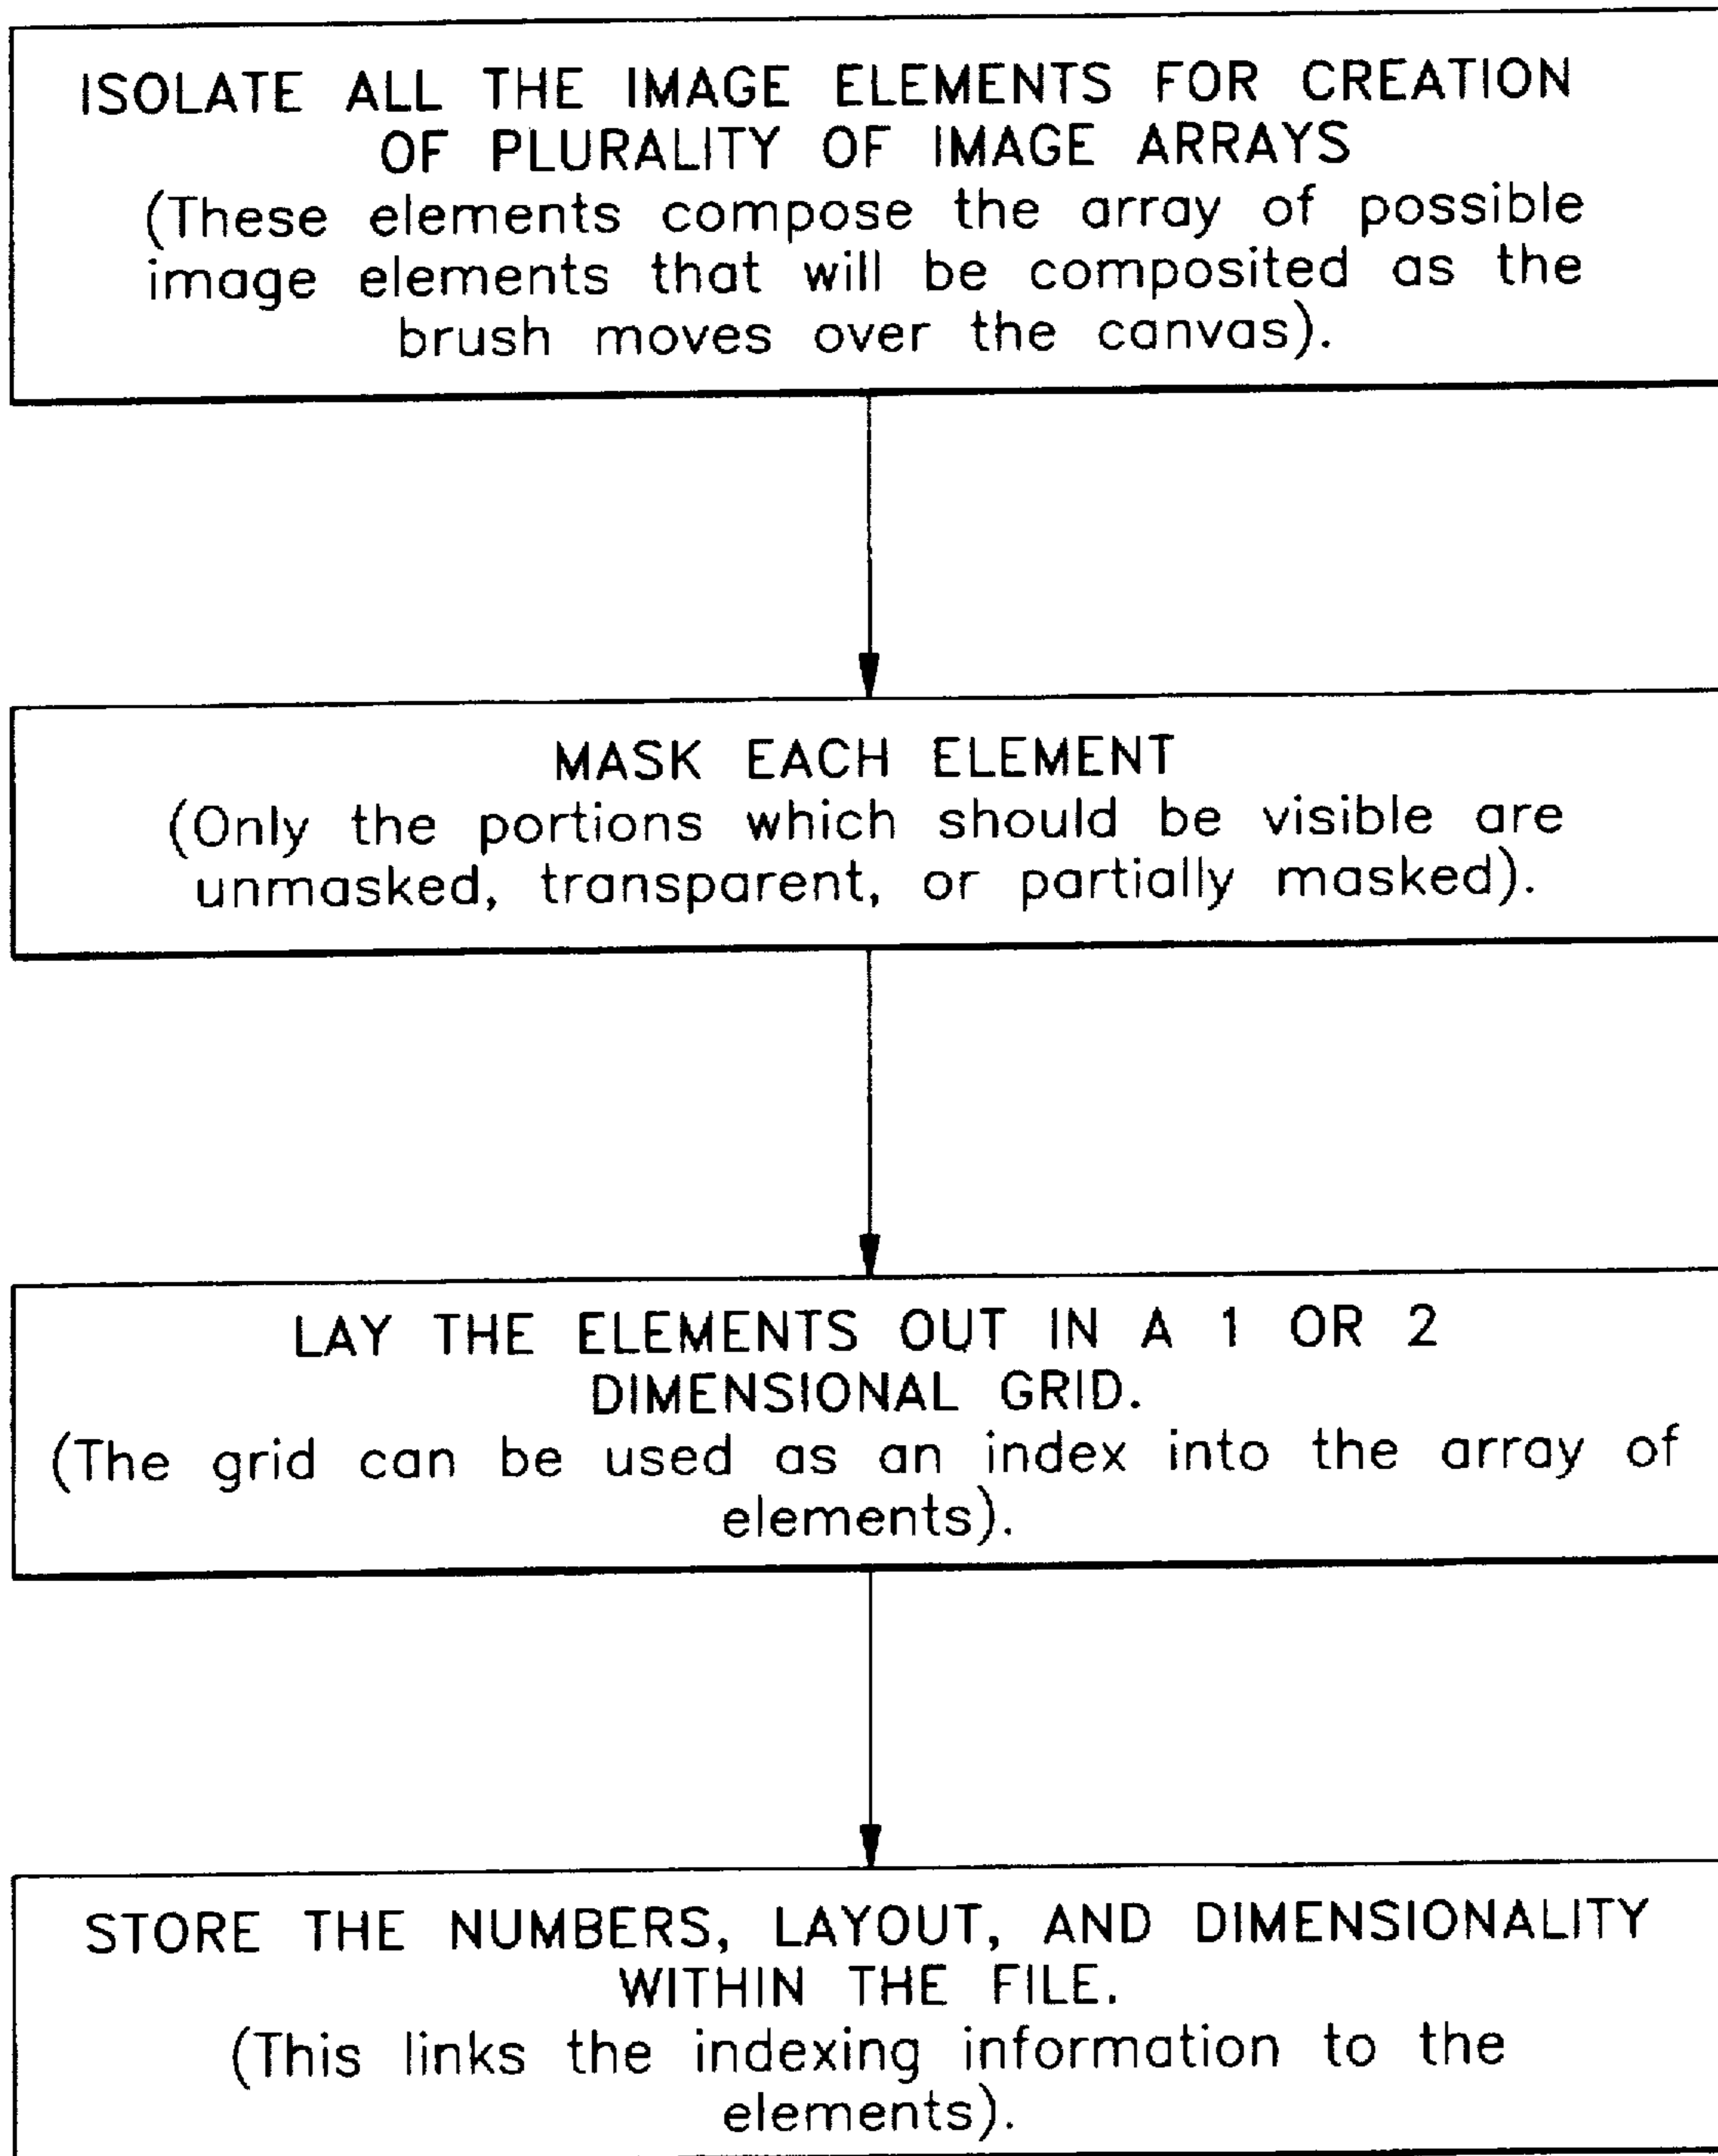 ISOLATE ALL THE IMAGE ELEMENTS FOR CREATION
OF PLURALITY OF IMAGE ARRAYS
(These elements compose the array of possible
image elements that will be composited as the
brush moves over the canvas).
MASK EACH ELEMENT
(Only the portions which should be visible are
unmasked, transparent, or partially masked).
LAY THE ELEMENTS OUT IN A 1 OR 2
DIMENSIONAL GRID.
(The grid can be used as an index into the array of
elements).
STORE THE NUMBERS, LAYOUT, AND DIMENSIONALITY
WITHIN THE FILE.
(This links the indexing information to the
elements).